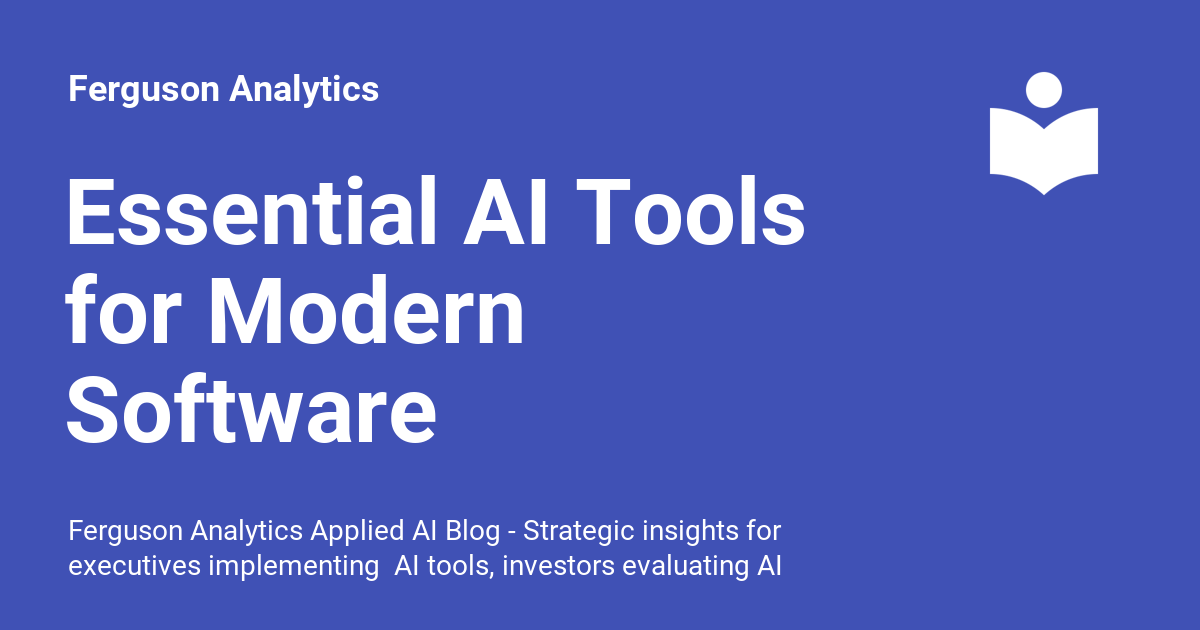 Ferguson Analytics
Essential AI Tools
for Modern
Software
Ferguson Analytics Applied AI Blog - Strategic insights for
executives implementing  AI tools, investors evaluating AI